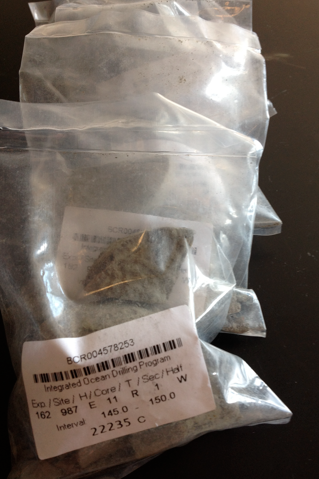 BCR004578253
Integrated Ocean Drilling Program
Exp / Site / H / Core / T / Sec / Half
162 987 E 11 R 1 W
Interval 145.0 - 150.0
22235 C